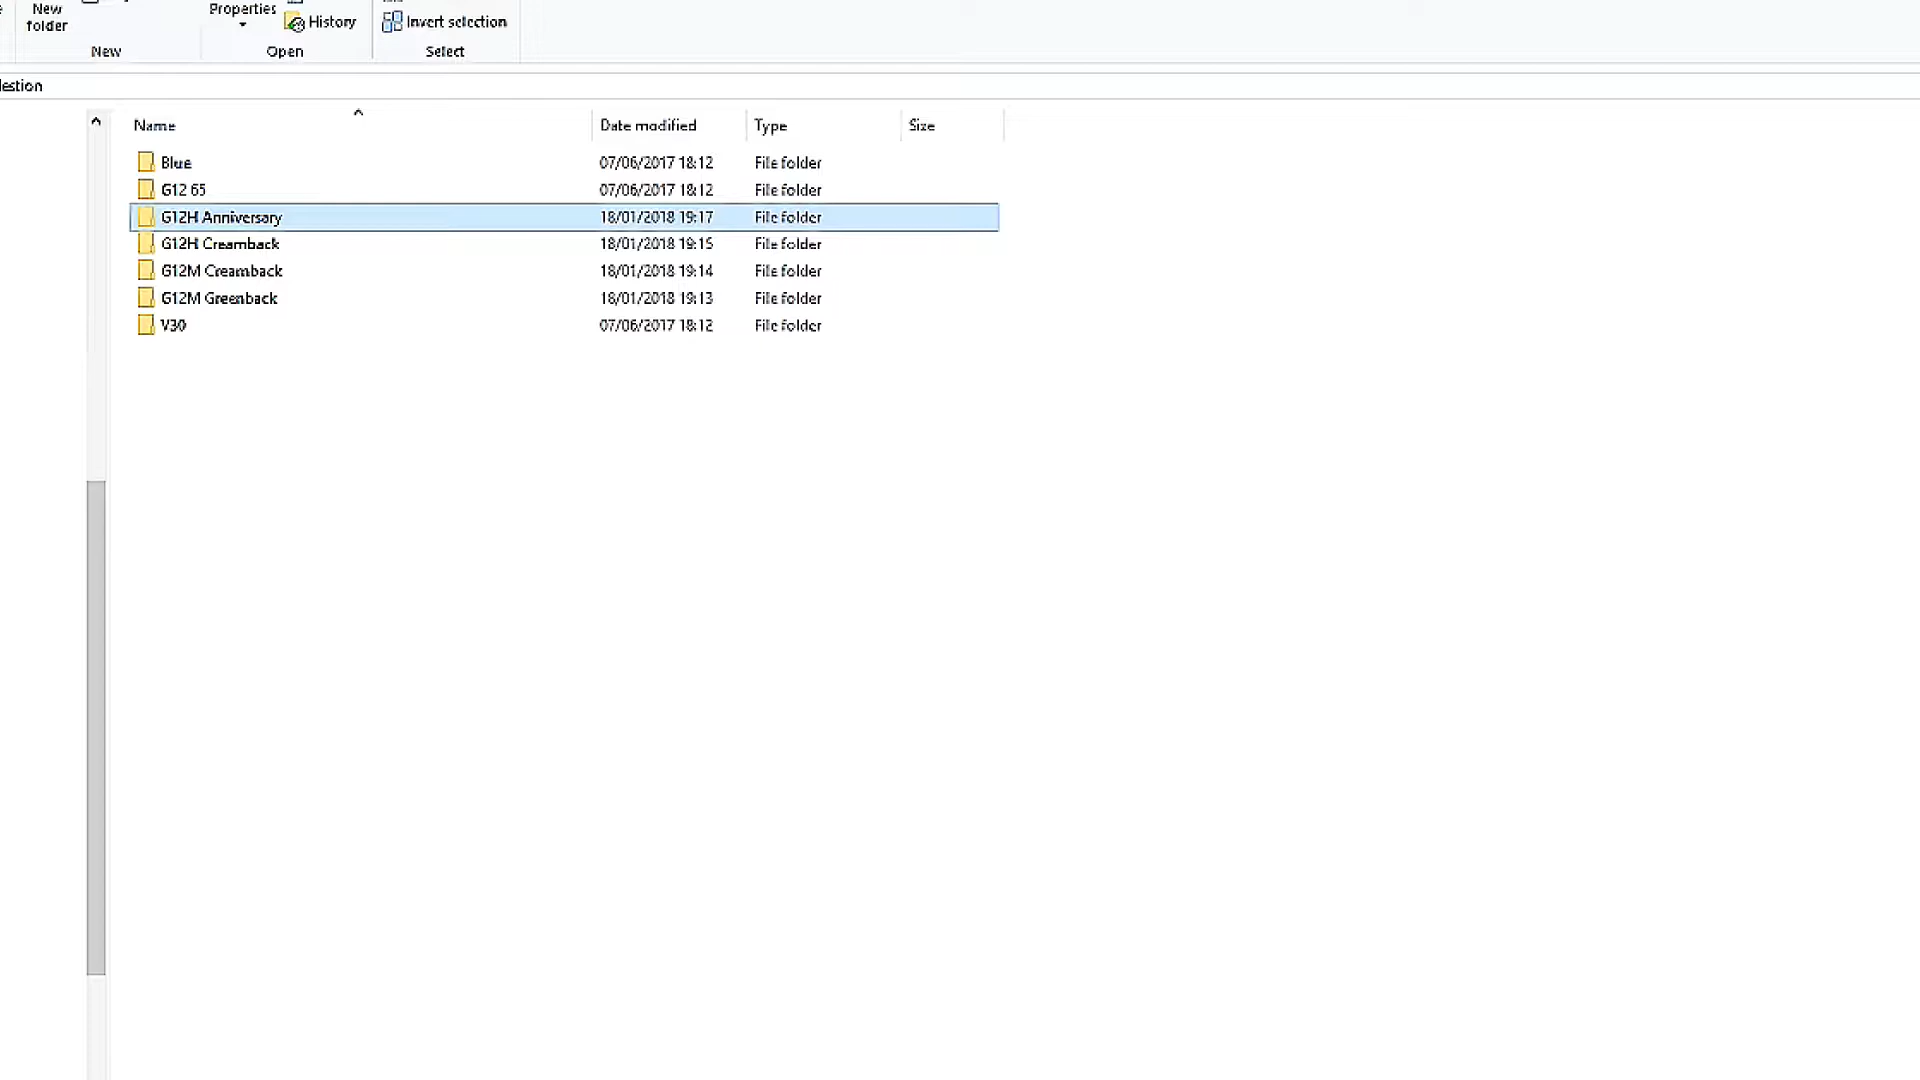 New
folder
Properties
History
Invert selection
New
Open
Select
lestion
Name
Date modified
Type
Size
Blue 07/06/2017 18:12 File folder
G12 65 07/06/2017 18:12 File folder
G12H Anniversary 18/01/2018 19:17 File folder
G12H Creamback 18/01/2018 19:15 File folder
G12M Creamback 18/01/2018 19:14 File folder
G12M Greenback 18/01/2018 19:13 File folder
V30 07/06/2017 18:12 File folder